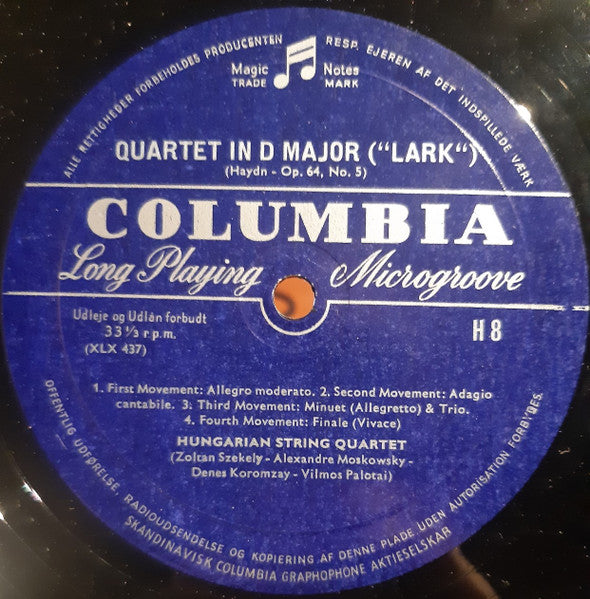 ALLE RETTIGHEDER FORBEHOLDES PRODUCENTEN RESP. EJEREN AF DET INDSPILLEDE VÆRK
Magic Notes
TRADE MARK
QUARTET IN D MAJOR (“LARK“)
(Haydn - Op. 64, No. 5)
COLUMBIA
Long Playing Microgroove
Udleje og Udlån forbudt
33⅓ r.p.m.
(XLX 437)
H 8
1. First Movement: Allegro moderato. 2. Second Movement: Adagio
cantabile. 3. Third Movement: Minuet (Allegretto) & Trio.
4. Fourth Movement: Finale (Vivace)
HUNGARIAN STRING QUARTET
(Zoltan Szekely - Alexandre Moskowsky -
Denes Koromzay - Vilmos Palotai)
OFFENTLIG UDFØRELSE, RADIOUDSENDELSE OG KOPIERING AF DENNE PLADE UDEN AUTORISATION FORBYDES.
SKANDINAVISK COLUMBIA GRAPHOPHONE AKTIESELSKAB